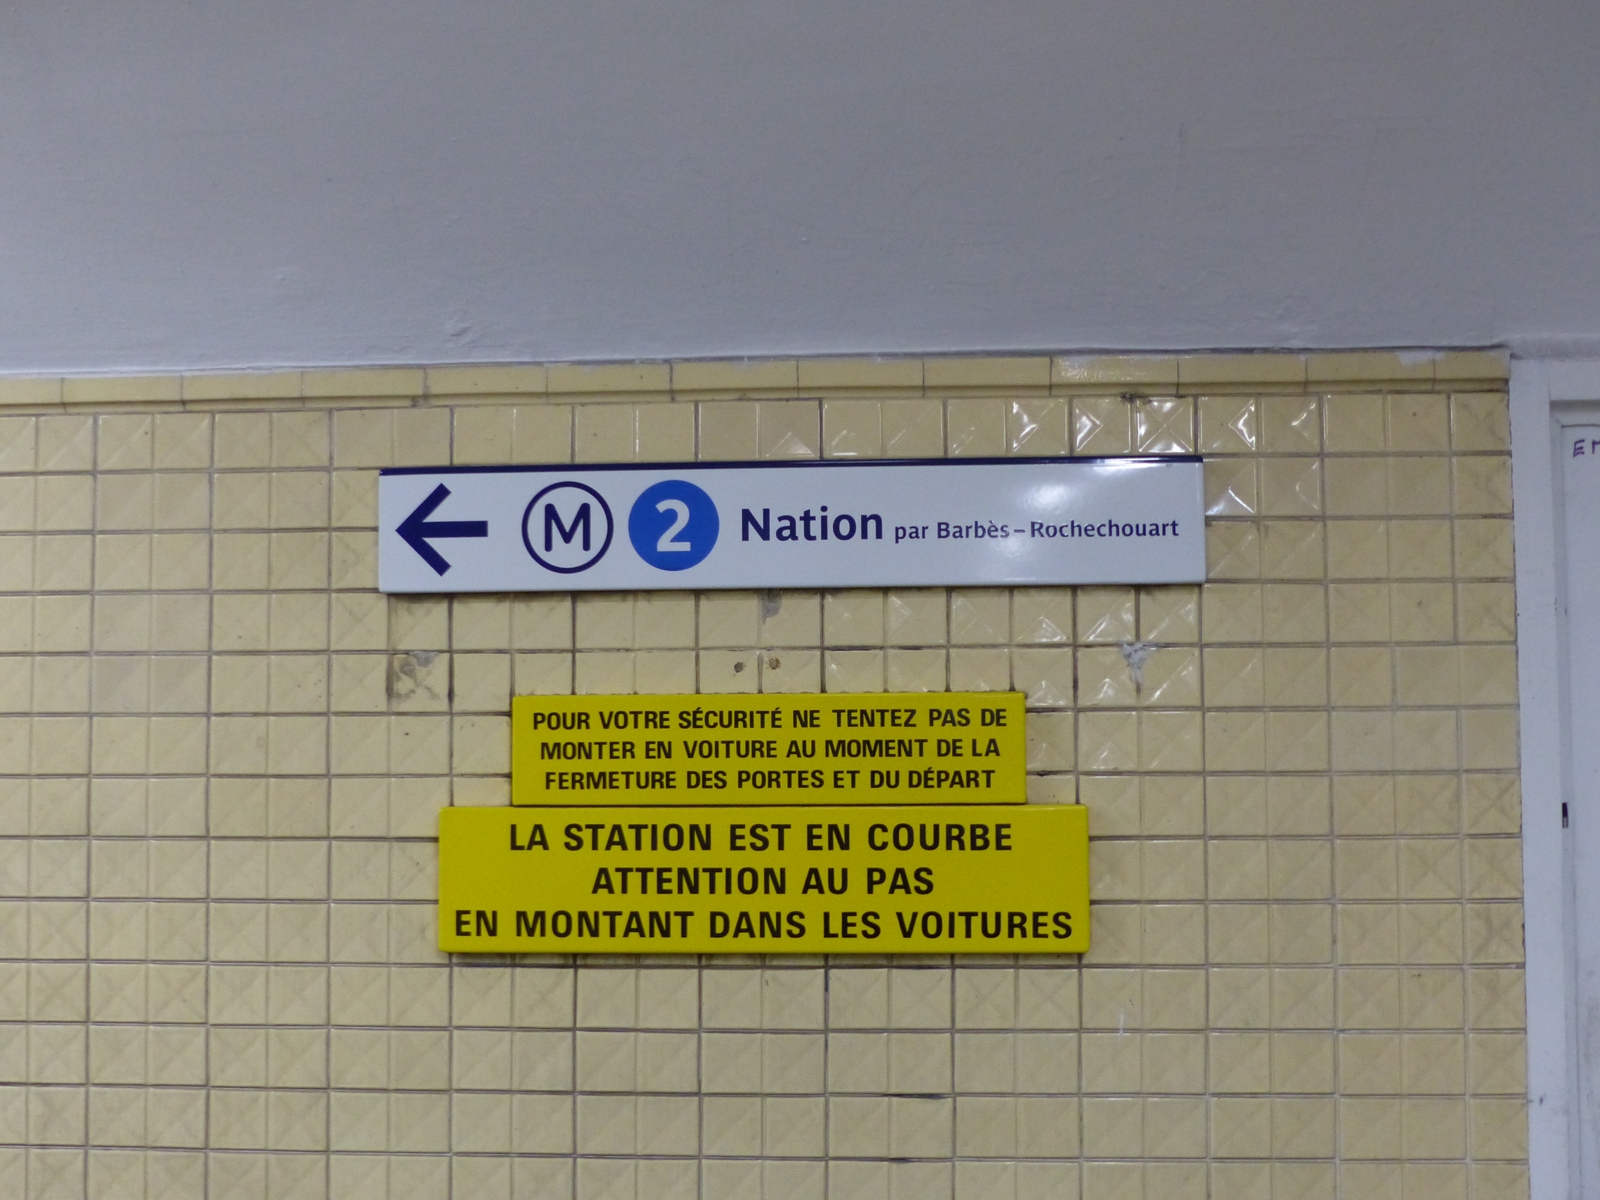 M 2 Nation par Barbès – Rochechouart
POUR VOTRE SÉCURITÉ NE TENTEZ PAS DE
MONTER EN VOITURE AU MOMENT DE LA
FERMETURE DES PORTES ET DU DÉPART
LA STATION EST EN COURBE
ATTENTION AU PAS
EN MONTANT DANS LES VOITURES